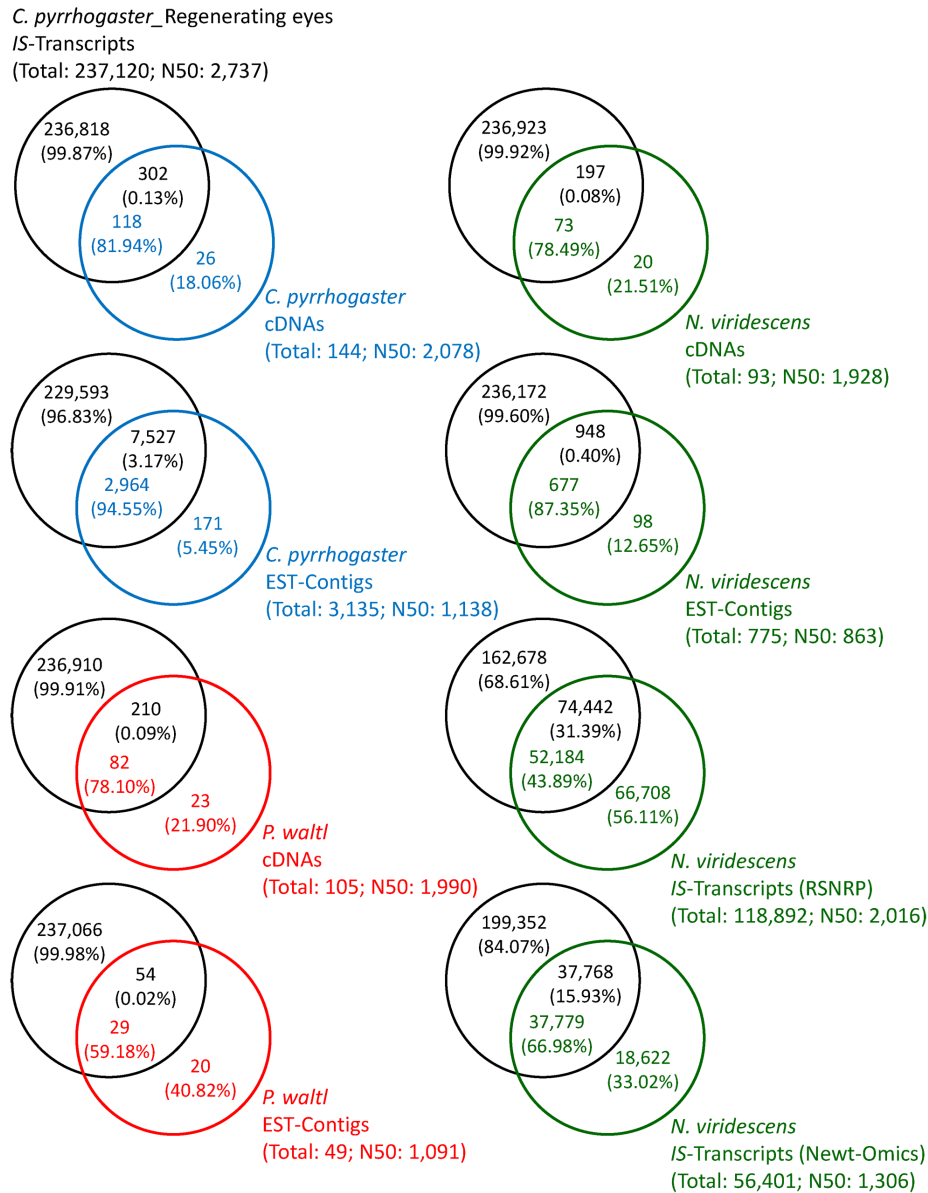 C. pyrrhogaster_Regenerating eyes
IS-Transcripts
(Total: 237,120; N50: 2,737)
236,818
(99.87%)
302
(0.13%)
118
(81.94%)
26
(18.06%)
C. pyrrhogaster
cDNAs
(Total: 144; N50: 2,078)
236,923
(99.92%)
197
(0.08%)
73
(78.49%)
20
(21.51%)
N. viridescens
cDNAs
(Total: 93; N50: 1,928)
229,593
(96.83%)
7,527
(3.17%)
2,964
(94.55%)
171
(5.45%)
C. pyrrhogaster
EST-Contigs
(Total: 3,135; N50: 1,138)
236,172
(99.60%)
948
(0.40%)
677
(87.35%)
98
(12.65%)
N. viridescens
EST-Contigs
(Total: 775; N50: 863)
236,910
(99.91%)
210
(0.09%)
82
(78.10%)
23
(21.90%)
P. waltl
cDNAs
(Total: 105; N50: 1,990)
162,678
(68.61%)
74,442
(31.39%)
52,184
(43.89%)
66,708
(56.11%)
N. viridescens
IS-Transcripts (RSNRP)
(Total: 118,892; N50: 2,016)
237,066
(99.98%)
54
(0.02%)
29
(59.18%)
20
(40.82%)
P. waltl
EST-Contigs
(Total: 49; N50: 1,091)
199,352
(84.07%)
37,768
(15.93%)
37,779
(66.98%)
18,622
(33.02%)
N. viridescens
IS-Transcripts (Newt-Omics)
(Total: 56,401; N50: 1,306)